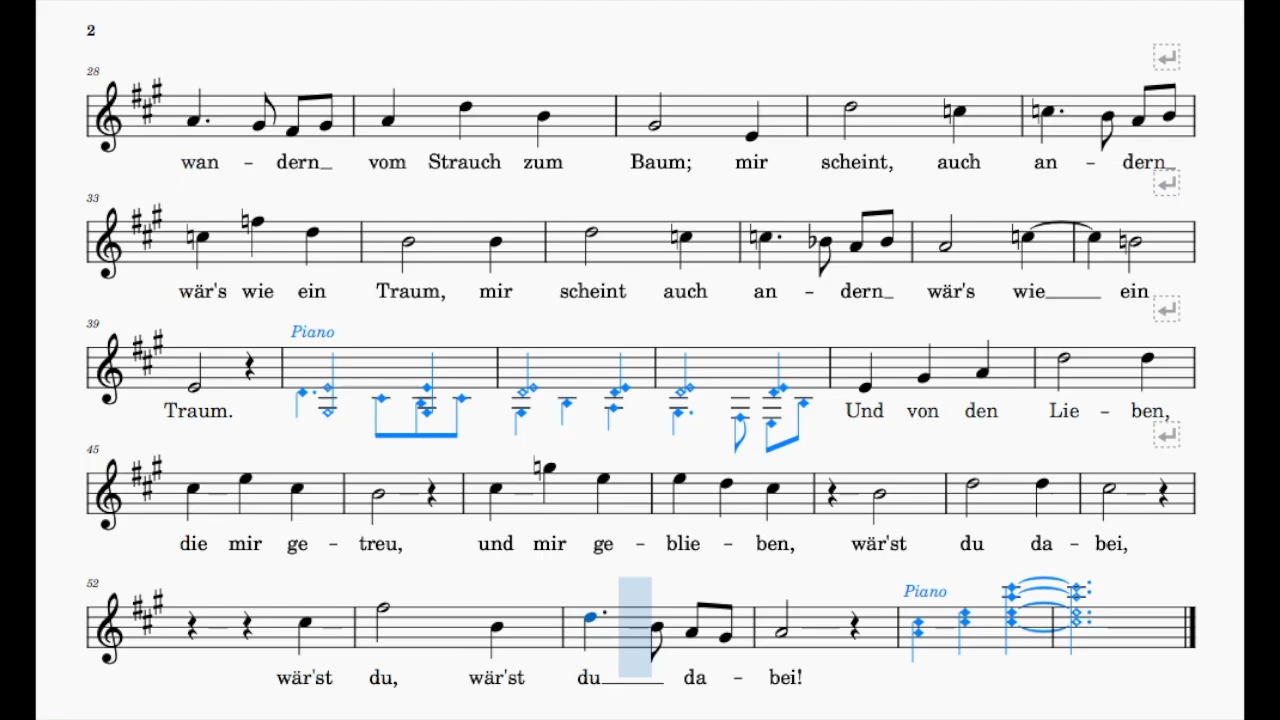 2
28
wan - dern_ vom Strauch zum Baum; mir scheint, auch an - dern_
33
wär's wie ein Traum, mir scheint auch an - dern_ wär's wie____ ein
39
Piano
Traum. Und von den Lie - ben,
45
die mir ge - treu, und mir ge - blie - ben, wär'st du da - bei,
52
Piano
wär'st du, wär'st du____ da - bei!